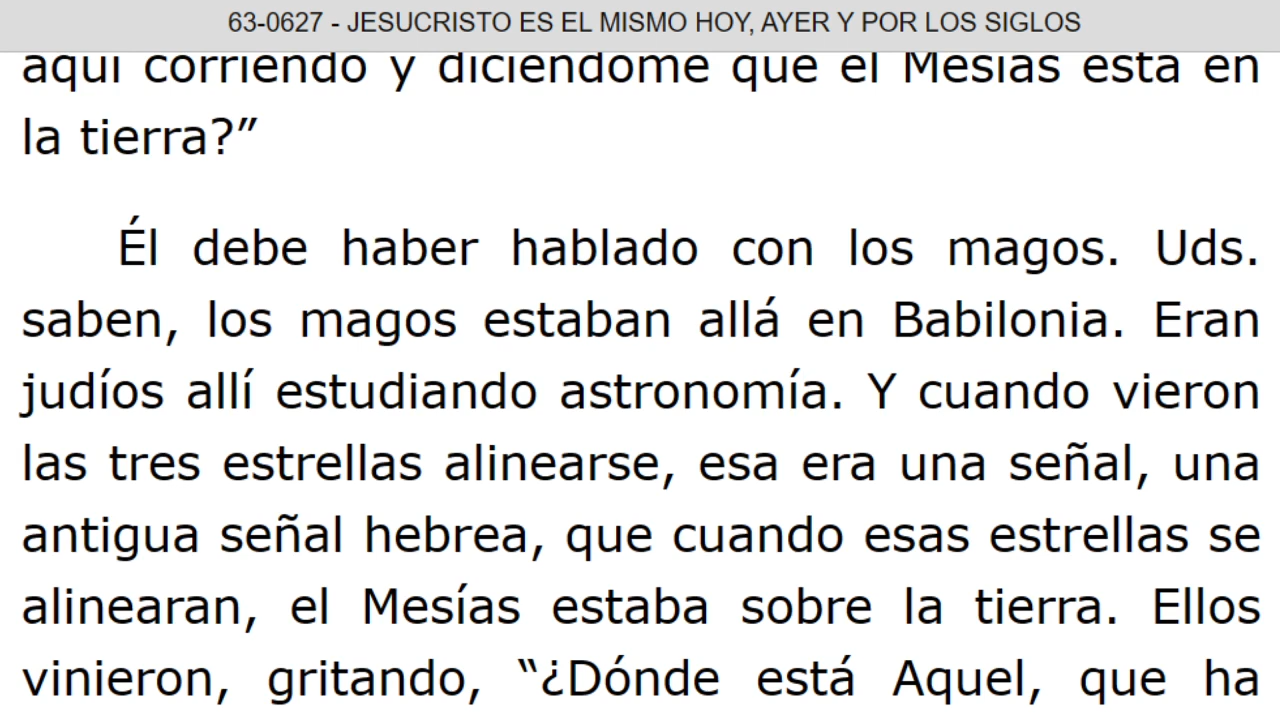 63-0627 - JESUCRISTO ES EL MISMO HOY, AYER Y POR LOS SIGLOS
aquí corriendo y diciéndome que el Mesías está en
la tierra?”
Él debe haber hablado con los magos. Uds.
saben, los magos estaban allá en Babilonia. Eran
judíos allí estudiando astronomía. Y cuando vieron
las tres estrellas alinearse, esa era una señal, una
antigua señal hebrea, que cuando esas estrellas se
alinearan, el Mesías estaba sobre la tierra. Ellos
vinieron, gritando, “¿Dónde está Aquel, que ha